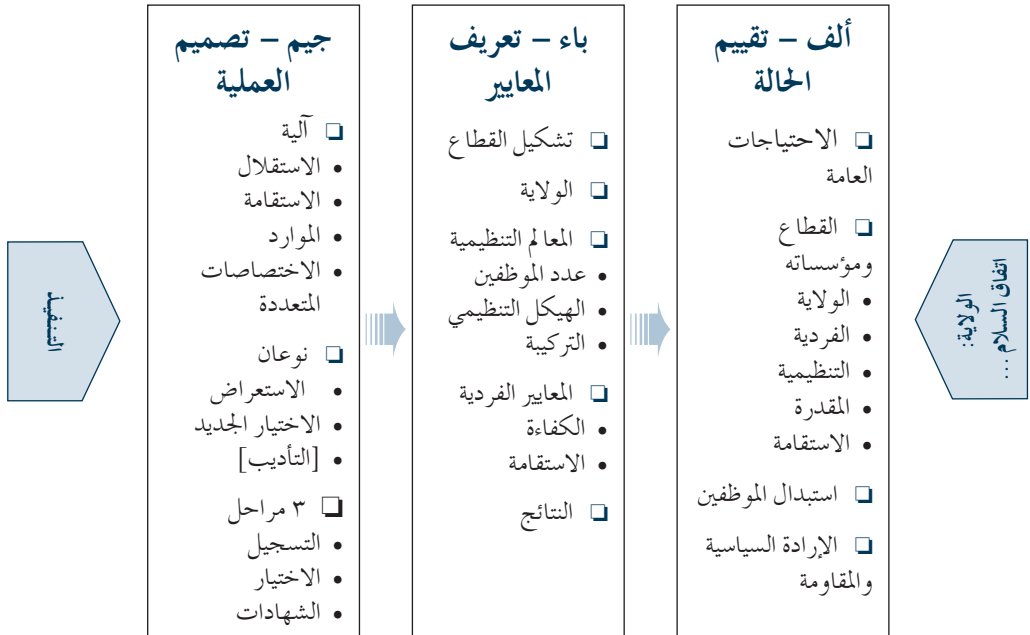 الولاية:
اتفاق السلام ...
ألف – تقييم
الحالة
❏ الاحتياجات
العامة
❏ القطاع
ومؤسساته
• الولاية
• الفردية
• التنظيمية
• المقدرة
• الاستقامة
❏ استبدال الموظفين
❏ الإرادة السياسية
والمقاومة
باء – تعريف
المعايير
❏ تشكيل القطاع
❏ الولاية
❏ المعالم التنظيمية
• عدد الموظفين
• الهيكل التنظيمي
• التركيبة
❏ المعايير الفردية
• الكفاءة
• الاستقامة
❏ النتائج
جيم – تصميم
العملية
❏ آلية
• الاستقلال
• الاستقامة
• الموارد
• الاختصاصات
المتعددة
❏ نوعان
• الاستعراض
• الاختيار الجديد
• [التأديب]
❏ ٣ مراحل
• التسجيل
• الاختيار
• الشهادات
التنفيذ